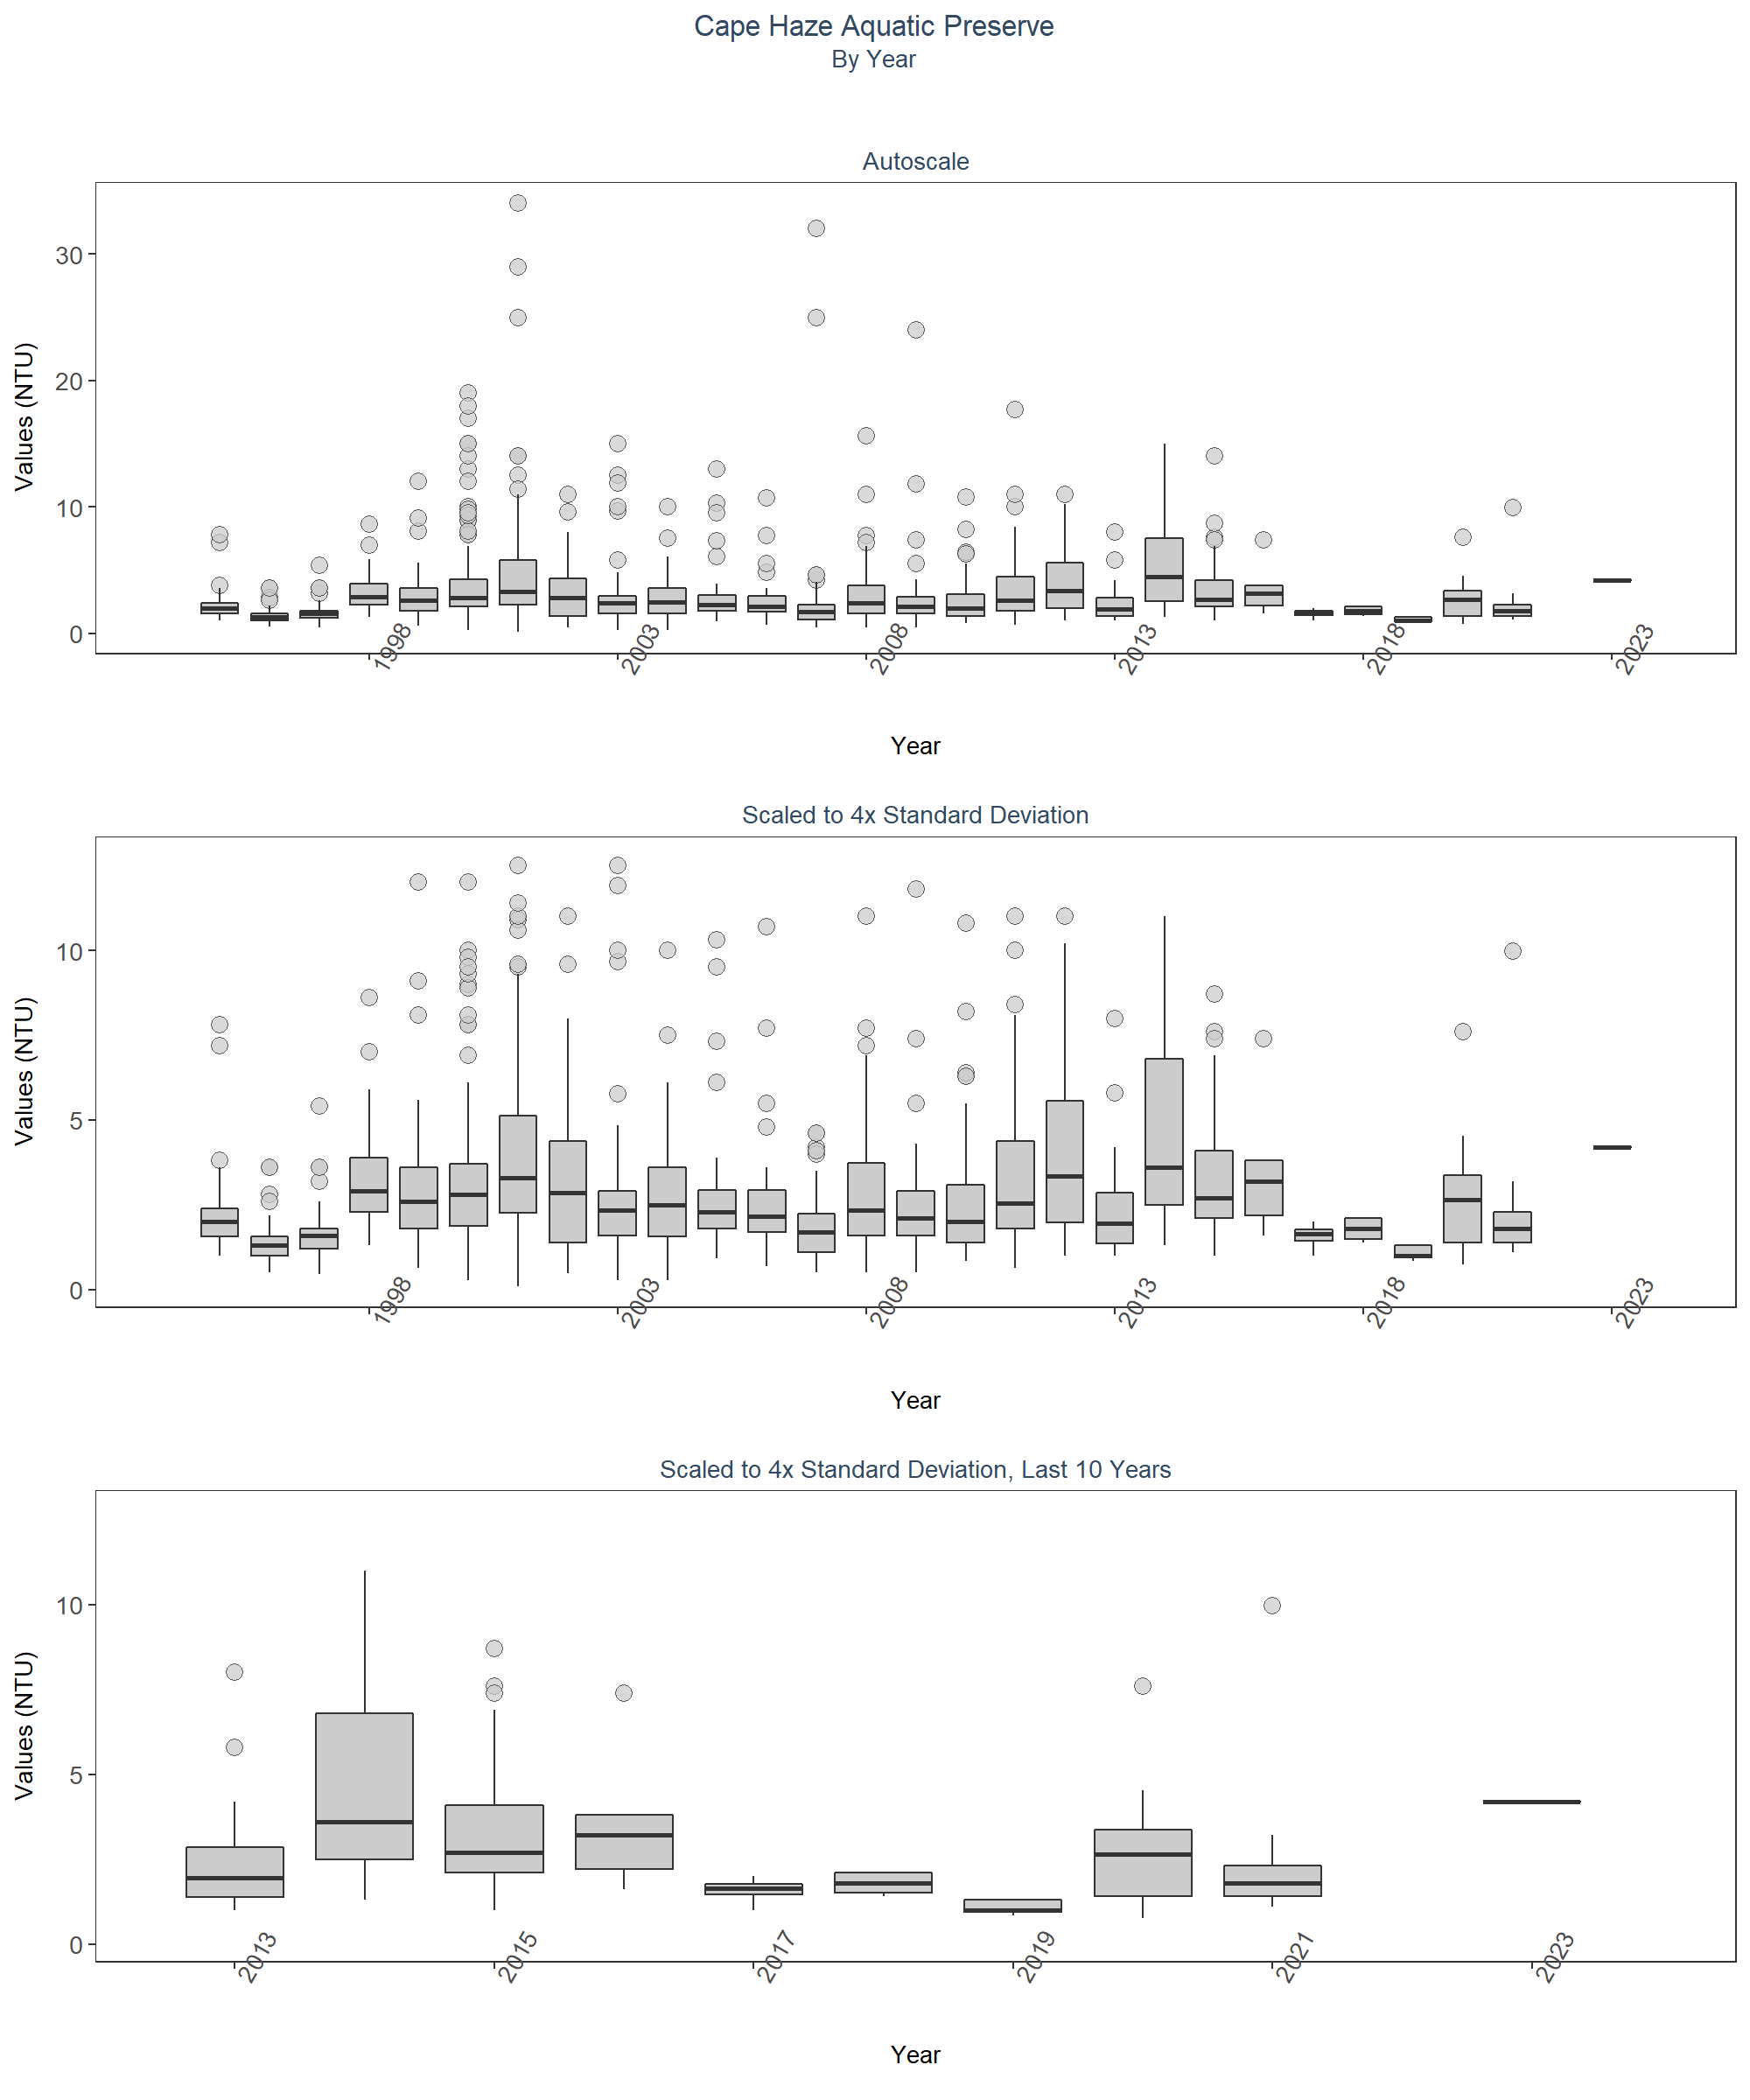 Cape Haze Aquatic Preserve
By Year
Autoscale
Values (NTU)
30
20
10
0
1998
2003
2008
2013
2018
2023
Year
Scaled to 4x Standard Deviation
Values (NTU)
10
5
0
1998
2003
2008
2013
2018
2023
Year
Scaled to 4x Standard Deviation, Last 10 Years
Values (NTU)
10
5
0
2013
2015
2017
2019
2021
2023
Year